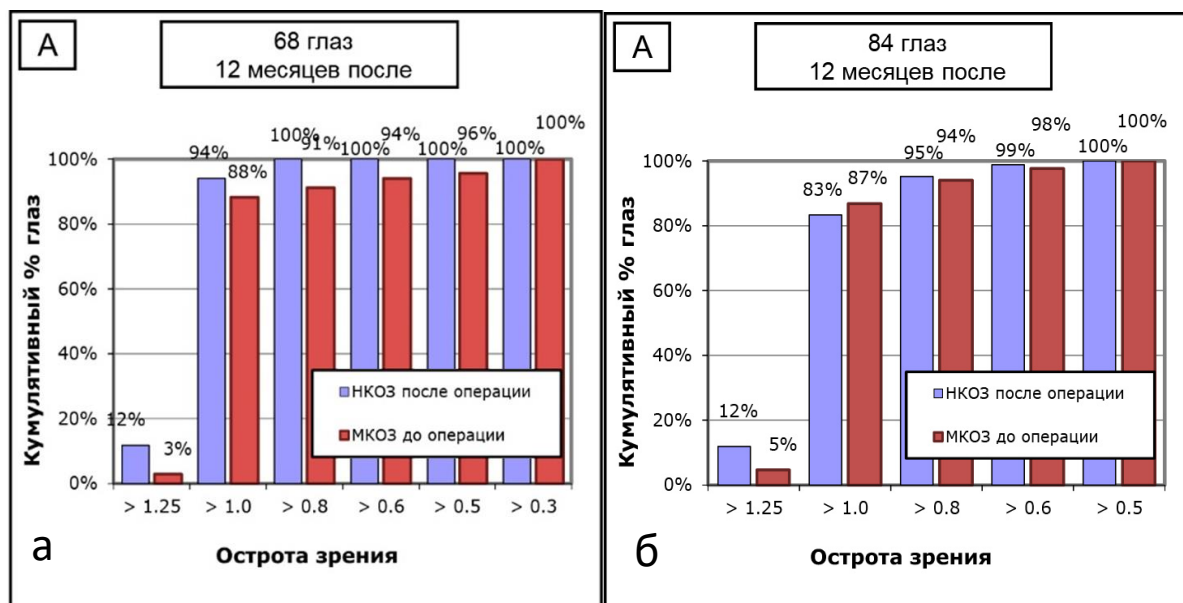 А
68 глаз
12 месяцев после
94%
88%
100%
91%
100%
94%
100%
96%
100%
100%
12%
3%
100%
80%
60%
40%
20%
0%
Кумулятивный % глаз
НКОЗ после операции
МКОЗ до операции
> 1.25
> 1.0
> 0.8
> 0.6
> 0.5
> 0.3
Острота зрения
а
А
84 глаз
12 месяцев после
83%
87%
95%
94%
99%
98%
100%
100%
12%
5%
100%
80%
60%
40%
20%
0%
Кумулятивный % глаз
НКОЗ после операции
МКОЗ до операции
> 1.25
> 1.0
> 0.8
> 0.6
> 0.5
Острота зрения
б